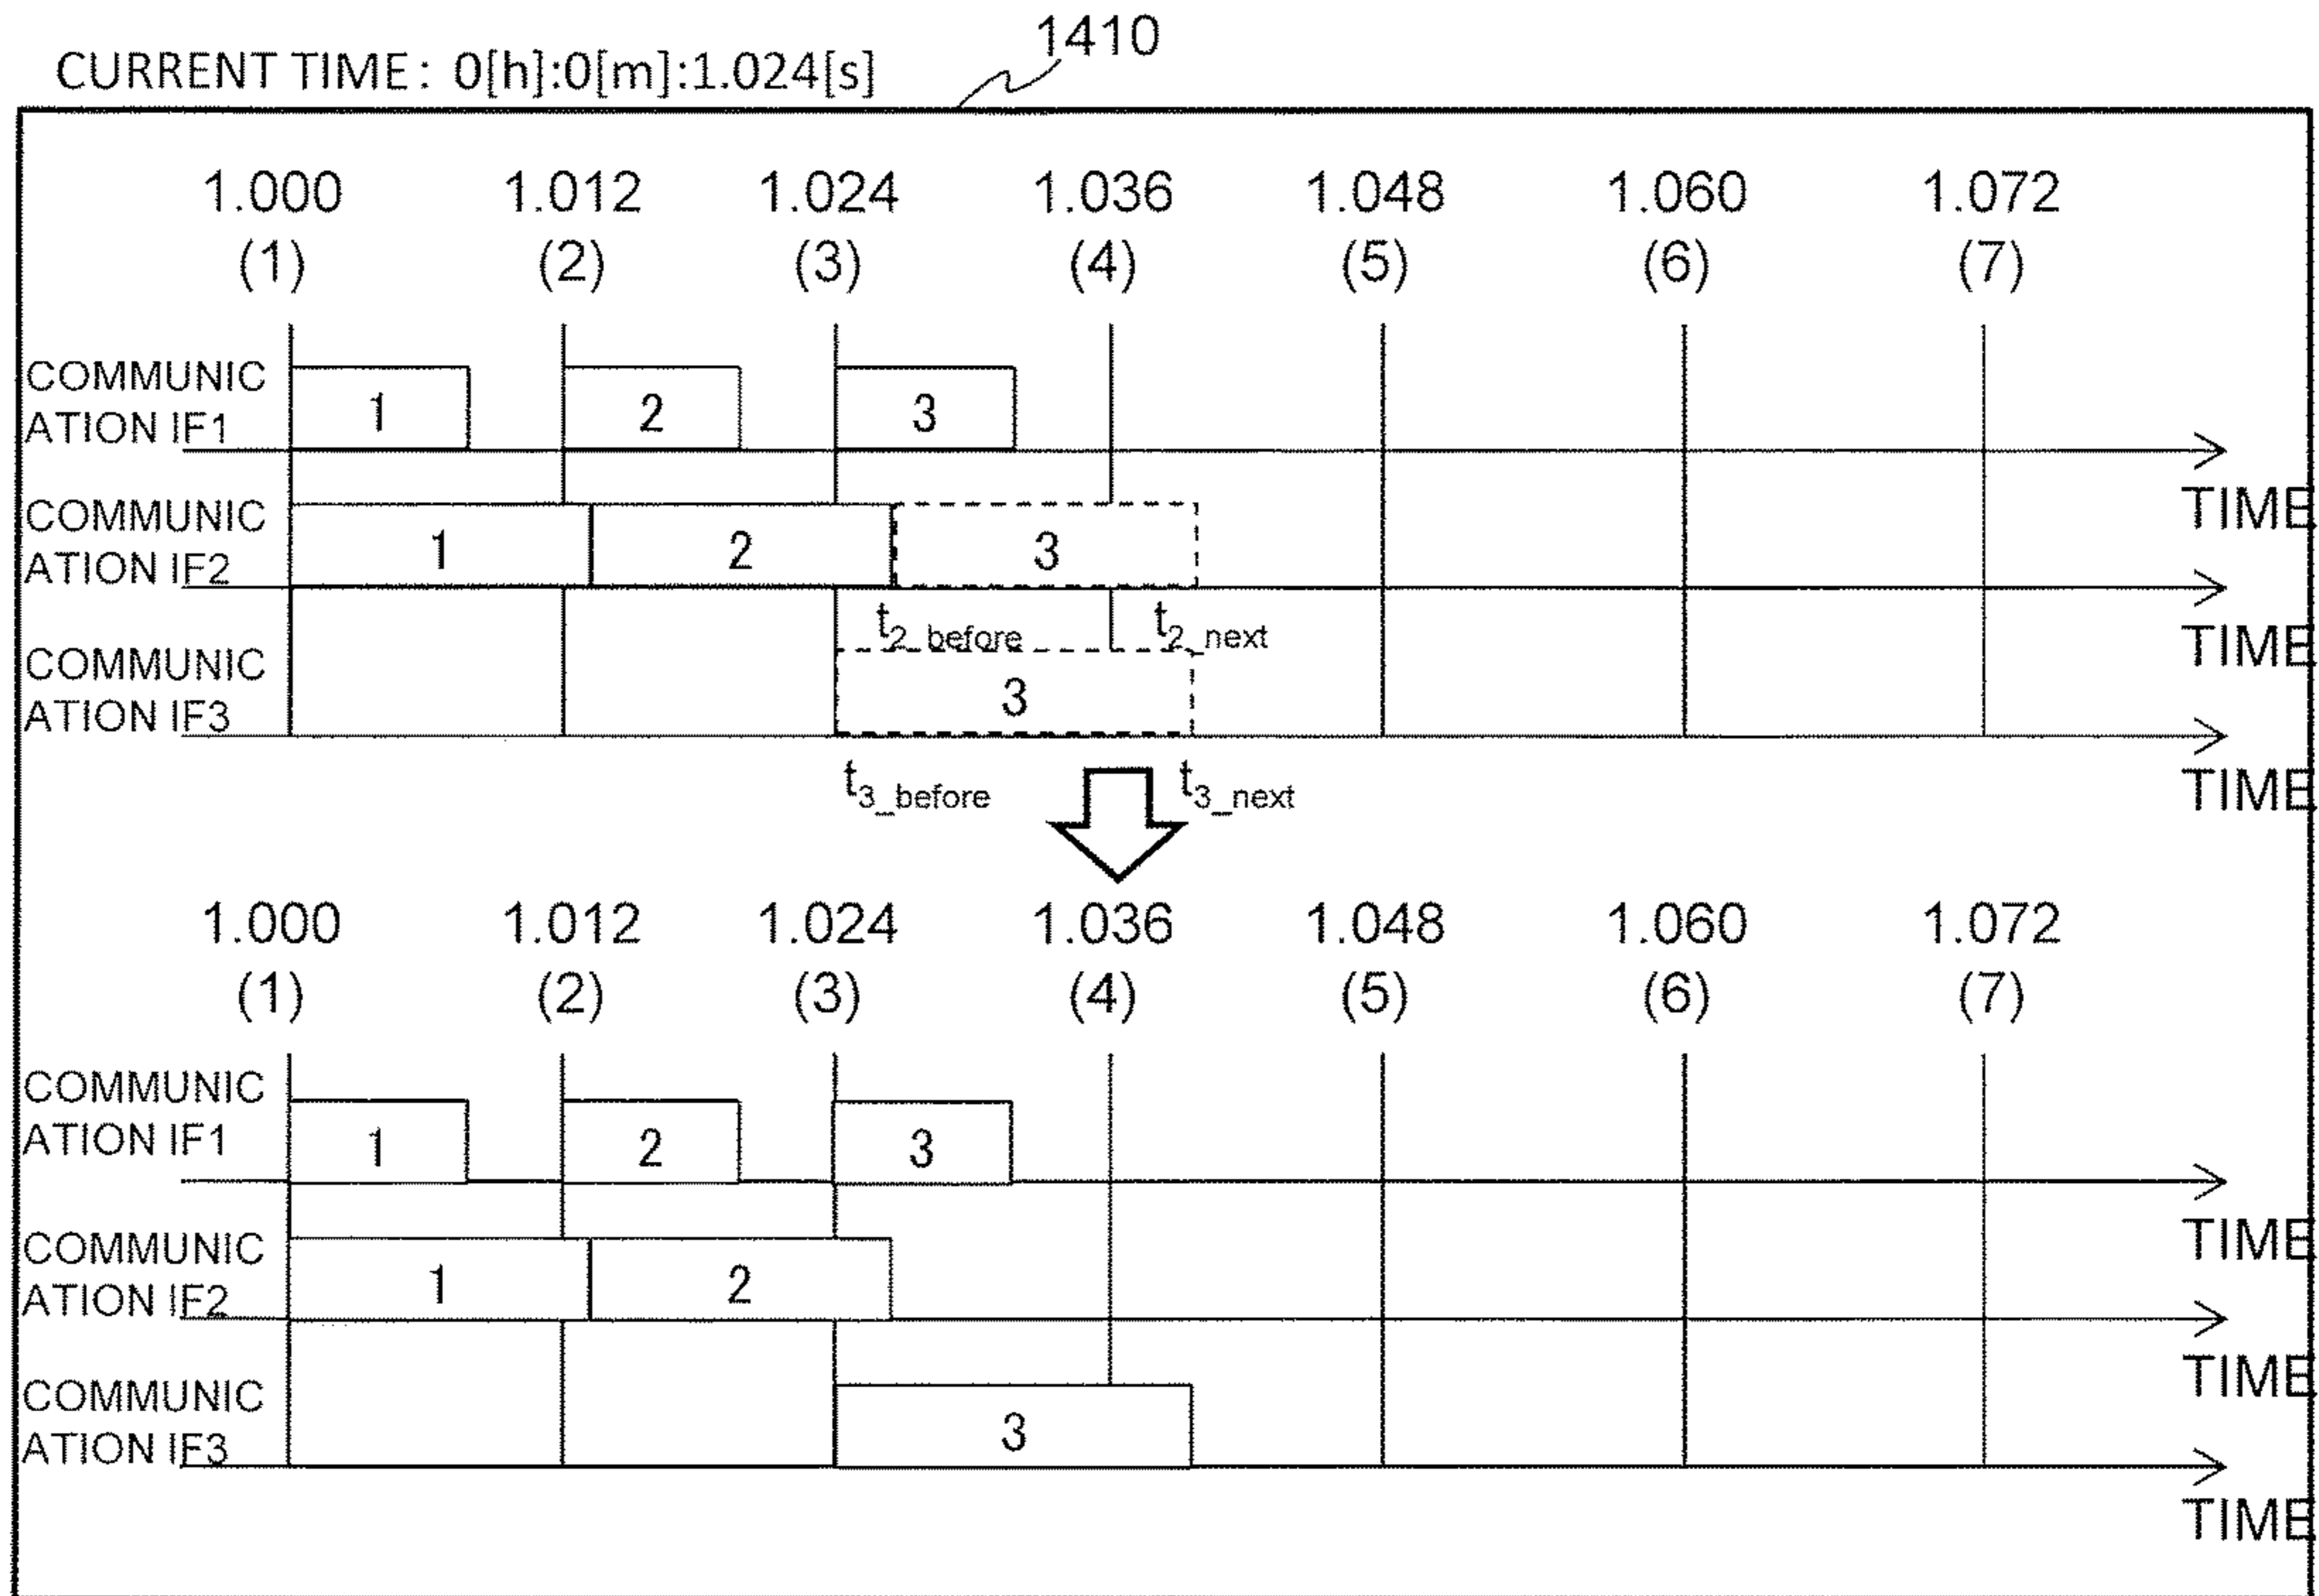 1410
CURRENT TIME: 0[h]:0[m]:1.024[s]
1.000 1.012 1.024 1.036 1.048 1.060 1.072
(1) (2) (3) (4) (5) (6) (7)
COMMUNIC
ATION IF1
1 2 3
TIME
COMMUNIC
ATION IF2
1 2 3
TIME
t2_before t2_next
COMMUNIC
ATION IF3
3
TIME
t3_before t3_next
1.000 1.012 1.024 1.036 1.048 1.060 1.072
(1) (2) (3) (4) (5) (6) (7)
COMMUNIC
ATION IF1
1 2 3
TIME
COMMUNIC
ATION IF2
1 2
TIME
COMMUNIC
ATION IF3
3
TIME